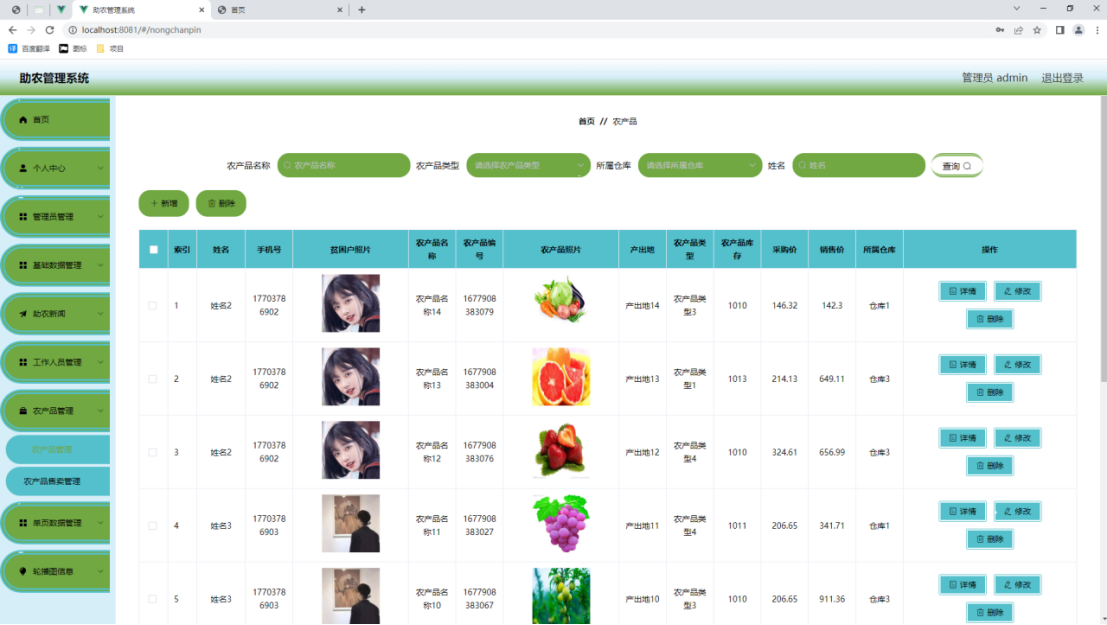 助农管理系统
首页
localhost:8081/#/nongchanpin
百度翻译 图标 项目
助农管理系统
管理员 admin 退出登录
首页
个人中心
管理员管理
基础数据管理
助农新闻
工作人员管理
农产品管理
农产品管理
农产品售卖管理
单页数据管理
轮播图信息
首页 // 农产品
农产品名称 农产品名称 农产品类型 请选择农产品类型 所属仓库 请选择所属仓库 姓名 姓名 查询
新增 删除
索引 姓名 手机号 贫困户照片 农产品名称 农产品编号 农产品照片 产出地 农产品类型 农产品库存 采购价 销售价 所属仓库 操作
1 姓名2 17703786902 农产品名称14 1677908383079 产出地14 农产品类型3 1010 146.32 142.3 仓库1 详情 修改 删除
2 姓名2 17703786902 农产品名称13 1677908383004 产出地13 农产品类型1 1013 214.13 649.11 仓库3 详情 修改 删除
3 姓名2 17703786902 农产品名称12 1677908383076 产出地12 农产品类型4 1010 324.61 656.99 仓库3 详情 修改 删除
4 姓名3 17703786903 农产品名称11 1677908383027 产出地11 农产品类型4 1011 206.65 341.71 仓库1 详情 修改 删除
5 姓名3 17703786903 农产品名称10 1677908383067 产出地10 农产品类型3 1010 206.65 911.36 仓库3 详情 修改 删除